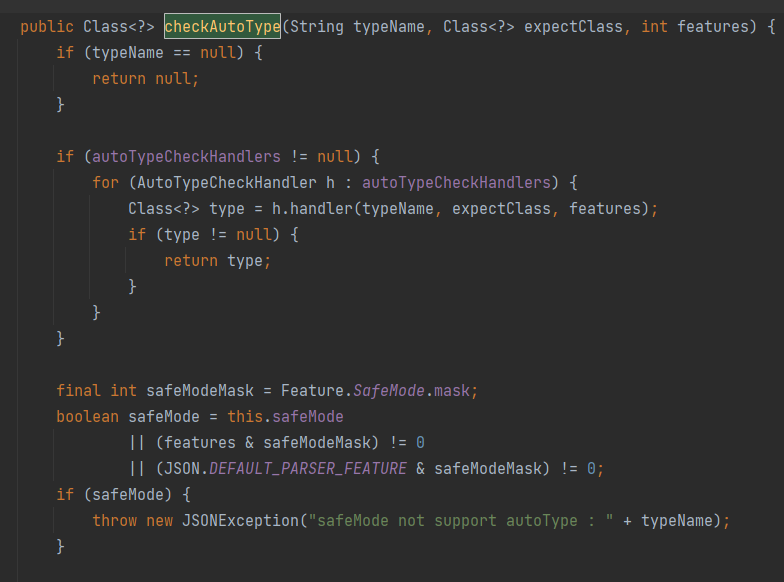 public Class<?> checkAutoType(String typeName, Class<?> expectClass, int features) {
    if (typeName == null) {
        return null;
    }

    if (autoTypeCheckHandlers != null) {
        for (AutoTypeCheckHandler h : autoTypeCheckHandlers) {
            Class<?> type = h.handler(typeName, expectClass, features);
            if (type != null) {
                return type;
            }
        }
    }

    final int safeModeMask = Feature.SafeMode.mask;
    boolean safeMode = this.safeMode
            || (features & safeModeMask) != 0
            || (JSON.DEFAULT_PARSER_FEATURE & safeModeMask) != 0;
    if (safeMode) {
        throw new JSONException("safeMode not support autoType : " + typeName);
    }